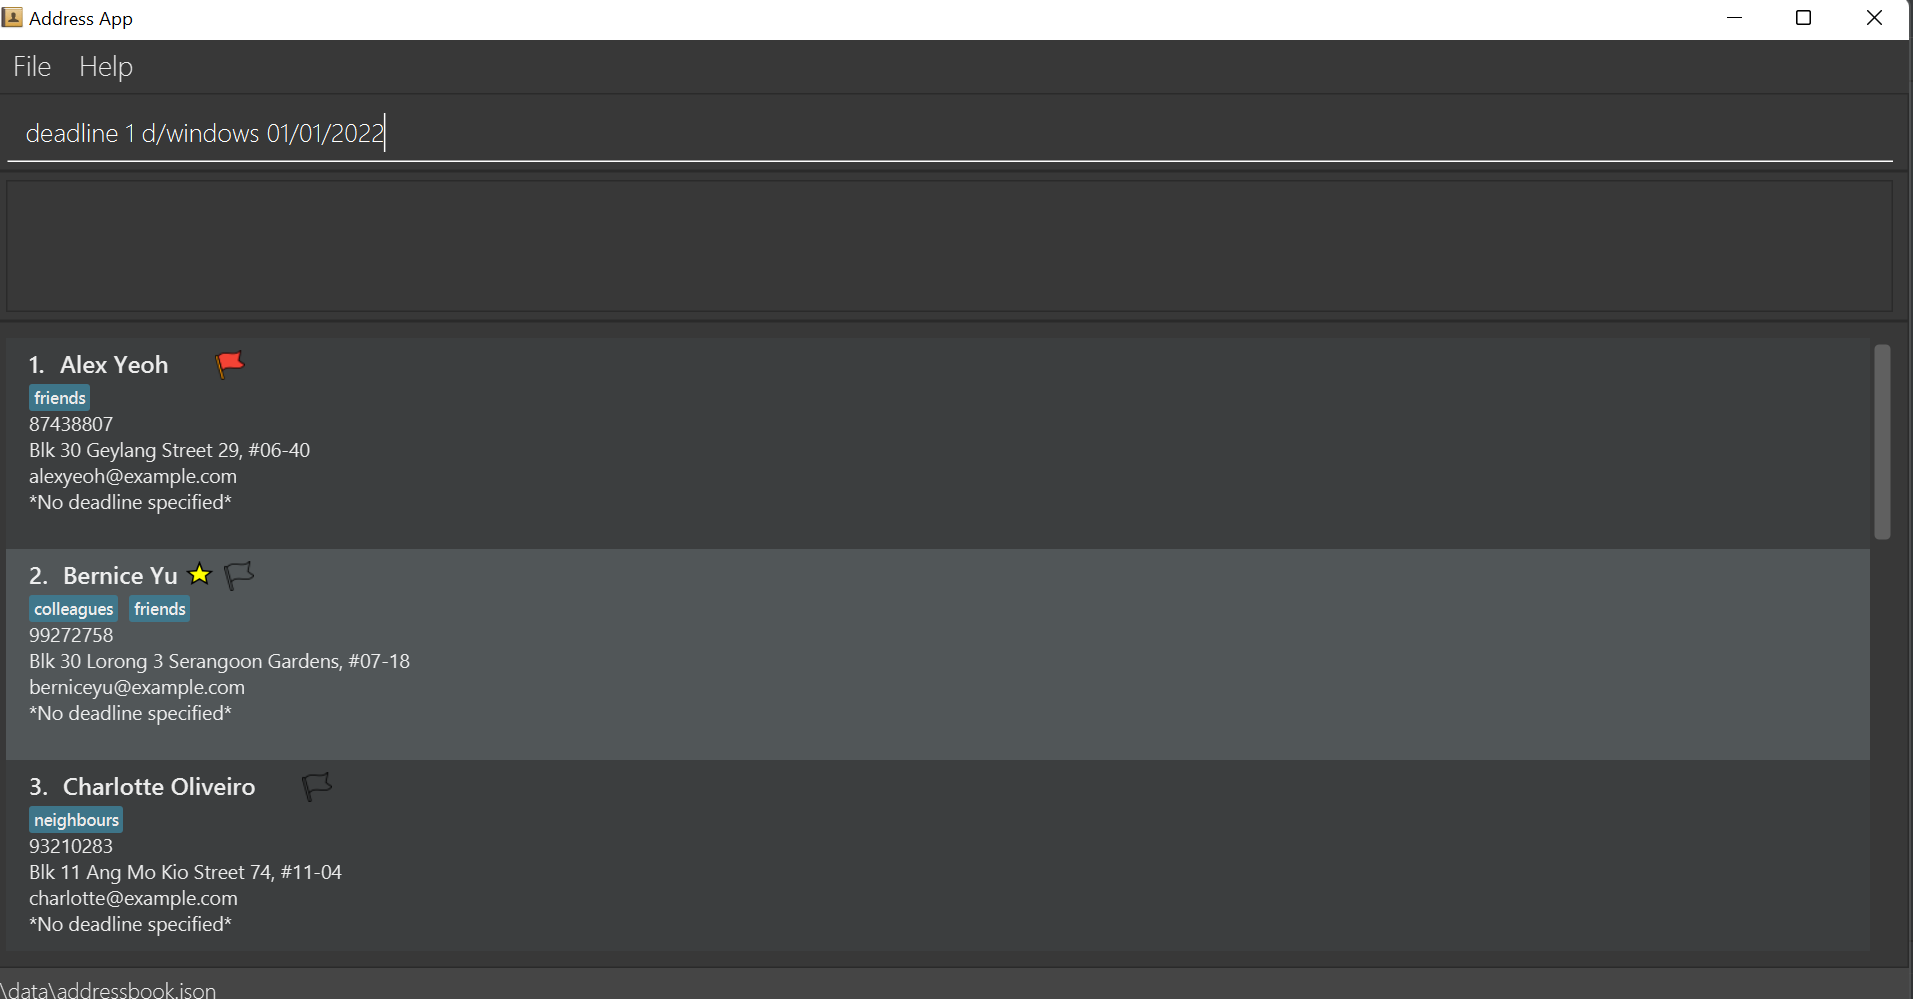 Address App
File Help
deadline 1 d/windows 01/01/2022
1. Alex Yeoh
friends
87438807
Blk 30 Geylang Street 29, #06-40
alexyeoh@example.com
*No deadline specified*
2. Bernice Yu
colleagues friends
99272758
Blk 30 Lorong 3 Serangoon Gardens, #07-18
berniceyu@example.com
*No deadline specified*
3. Charlotte Oliveiro
neighbours
93210283
Blk 11 Ang Mo Kio Street 74, #11-04
charlotte@example.com
*No deadline specified*
\data\addressbook.json